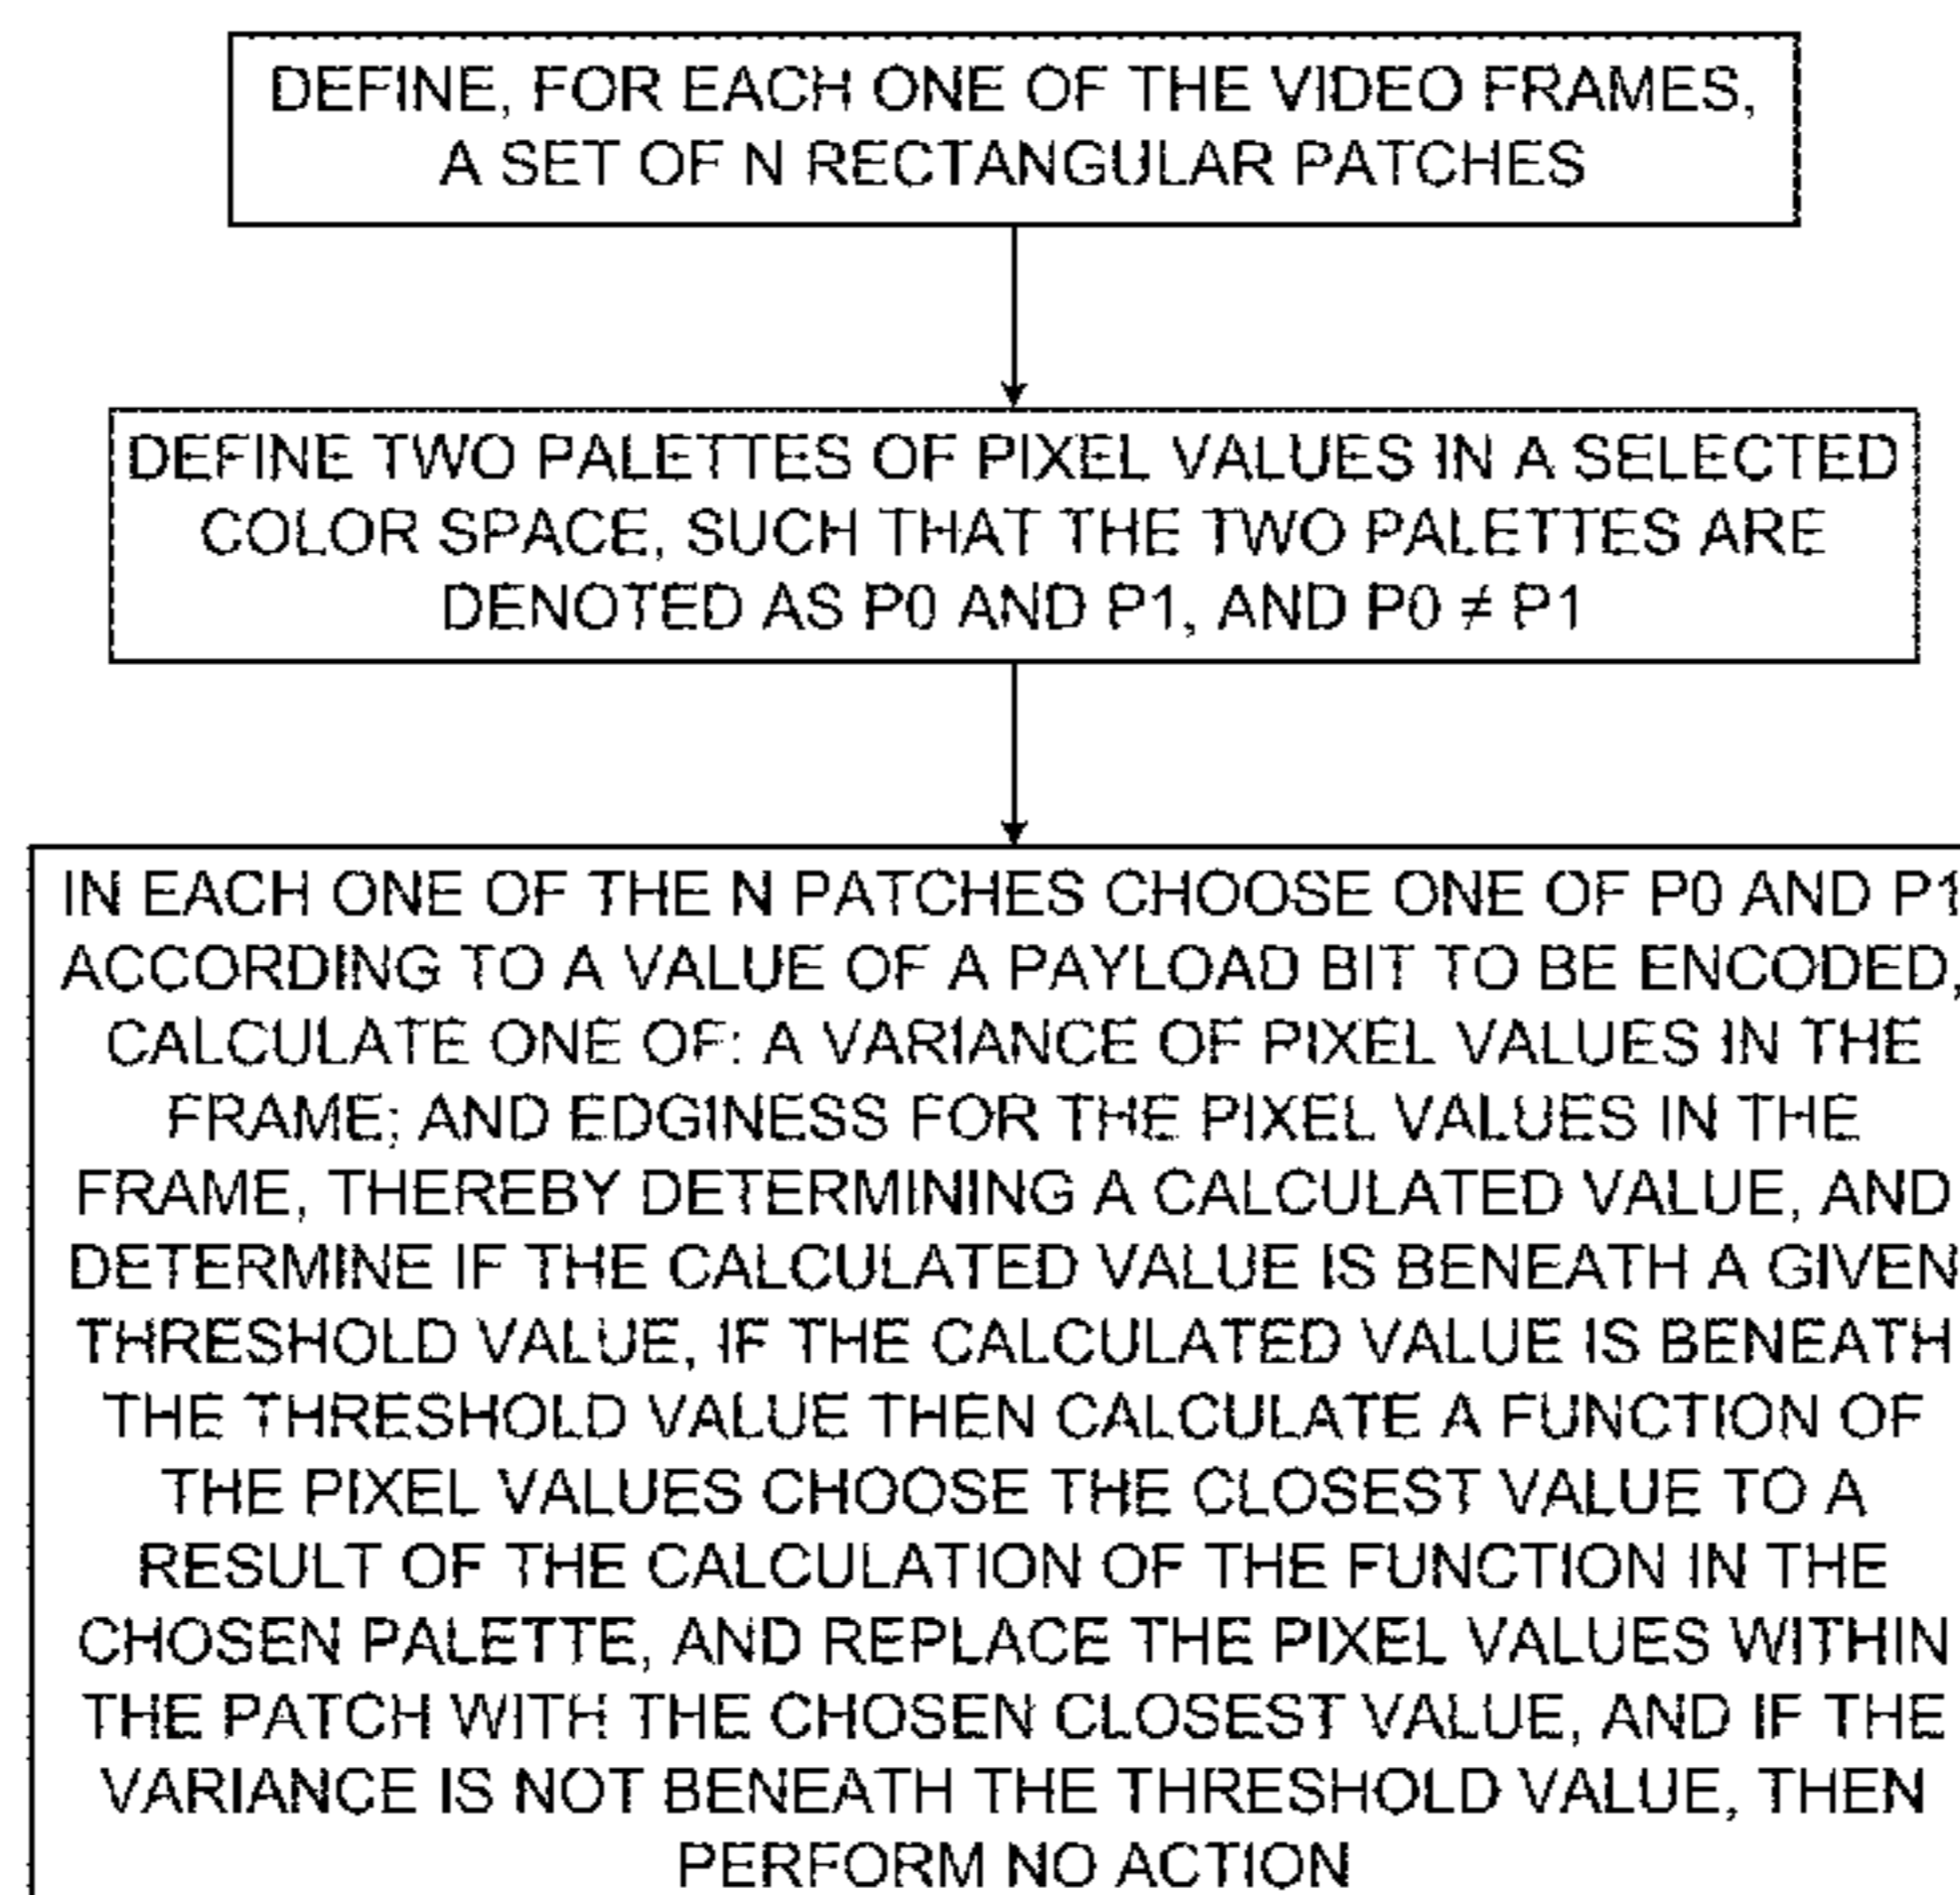 DEFINE, FOR EACH ONE OF THE VIDEO FRAMES,
A SET OF N RECTANGULAR PATCHES
DEFINE TWO PALETTES OF PIXEL VALUES IN A SELECTED
COLOR SPACE, SUCH THAT THE TWO PALETTES ARE
DENOTED AS P0 AND P1, AND P0 ≠ P1
IN EACH ONE OF THE N PATCHES CHOOSE ONE OF P0 AND P1
ACCORDING TO A VALUE OF A PAYLOAD BIT TO BE ENCODED,
CALCULATE ONE OF: A VARIANCE OF PIXEL VALUES IN THE
FRAME; AND EDGINESS FOR THE PIXEL VALUES IN THE
FRAME, THEREBY DETERMINING A CALCULATED VALUE, AND
DETERMINE IF THE CALCULATED VALUE IS BENEATH A GIVEN
THRESHOLD VALUE, IF THE CALCULATED VALUE IS BENEATH
THE THRESHOLD VALUE THEN CALCULATE A FUNCTION OF
THE PIXEL VALUES CHOOSE THE CLOSEST VALUE TO A
RESULT OF THE CALCULATION OF THE FUNCTION IN THE
CHOSEN PALETTE, AND REPLACE THE PIXEL VALUES WITHIN
THE PATCH WITH THE CHOSEN CLOSEST VALUE, AND IF THE
VARIANCE IS NOT BENEATH THE THRESHOLD VALUE, THEN
PERFORM NO ACTION